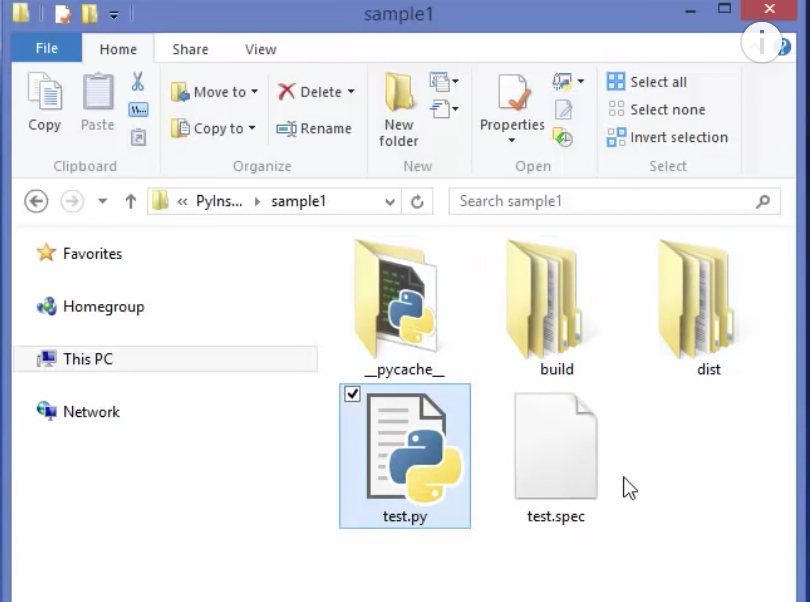 sample1
File Home Share View
Copy
Paste
Move to
Copy to
Delete
Rename
New
folder
Properties
Select all
Select none
Invert selection
Clipboard Organize New Open Select
« PyIns... sample1
Search sample1
Favorites
Homegroup
This PC
Network
__pycache__ build dist
test.py test.spec